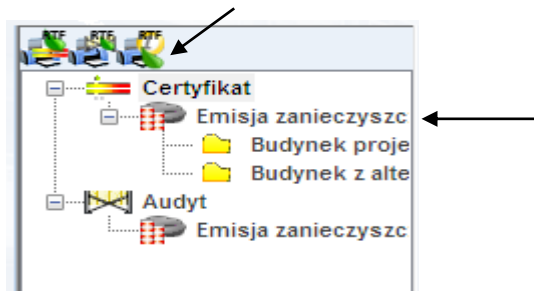 RTF RTF RTF
Certyfikat
Emisja zanieczyszc
Budynek proje
Budynek z alte
Audyt
Emisja zanieczyszc